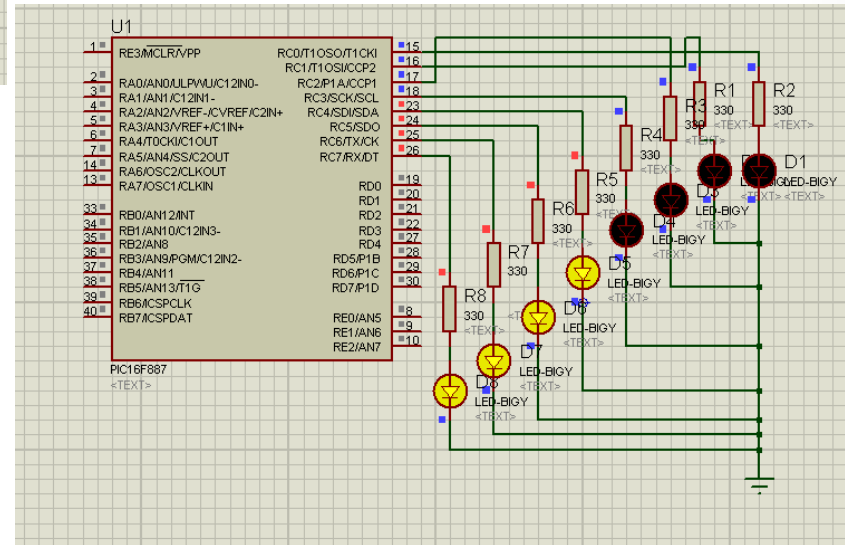 U1
1 RE3/MCLR/VPP
2 RA0/AN0/ULPWU/C12IN0-
3 RA1/AN1/C12IN1-
4 RA2/AN2/VREF-/CVREF/C2IN+
5 RA3/AN3/VREF+/C1IN+
6 RA4/T0CKI/C1OUT
7 RA5/AN4/SS/C2OUT
14 RA6/OSC2/CLKOUT
13 RA7/OSC1/CLKIN
33 RB0/AN12/INT
34 RB1/AN10/C12IN3-
35 RB2/AN8
36 RB3/AN9/PGM/C12IN2-
37 RB4/AN11
38 RB5/AN13/T1G
39 RB6/ICSPCLK
40 RB7/ICSPDAT
RC0/T1OSO/T1CKI 15
RC1/T1OSI/CCP2 16
RC2/P1A/CCP1 17
RC3/SCK/SCL 18
RC4/SDI/SDA 23
RC5/SDO 24
RC6/TX/CK 25
RC7/RX/DT 26
RD0 19
RD1 20
RD2 21
RD3 22
RD4 27
RD5/P1B 28
RD6/P1C 29
RD7/P1D 30
RE0/AN5 8
RE1/AN6 9
RE2/AN7 10
PIC16F887
<TEXT>
R1
330
<TEXT>
R2
330
<TEXT>
R3
330
<TEXT>
R4
330
<TEXT>
R5
330
<TEXT>
R6
330
<TEXT>
R7
330
R8
330
<TEXT>
D1
LED-BIGY
<TEXT>
D3
LED-BIGY
<TEXT>
D4
LED-BIGY
<TEXT>
D5
LED-BIGY
<TEXT>
D6
LED-BIGY
<TEXT>
D7
LED-BIGY
<TEXT>
D8
LED-BIGY
<TEXT>